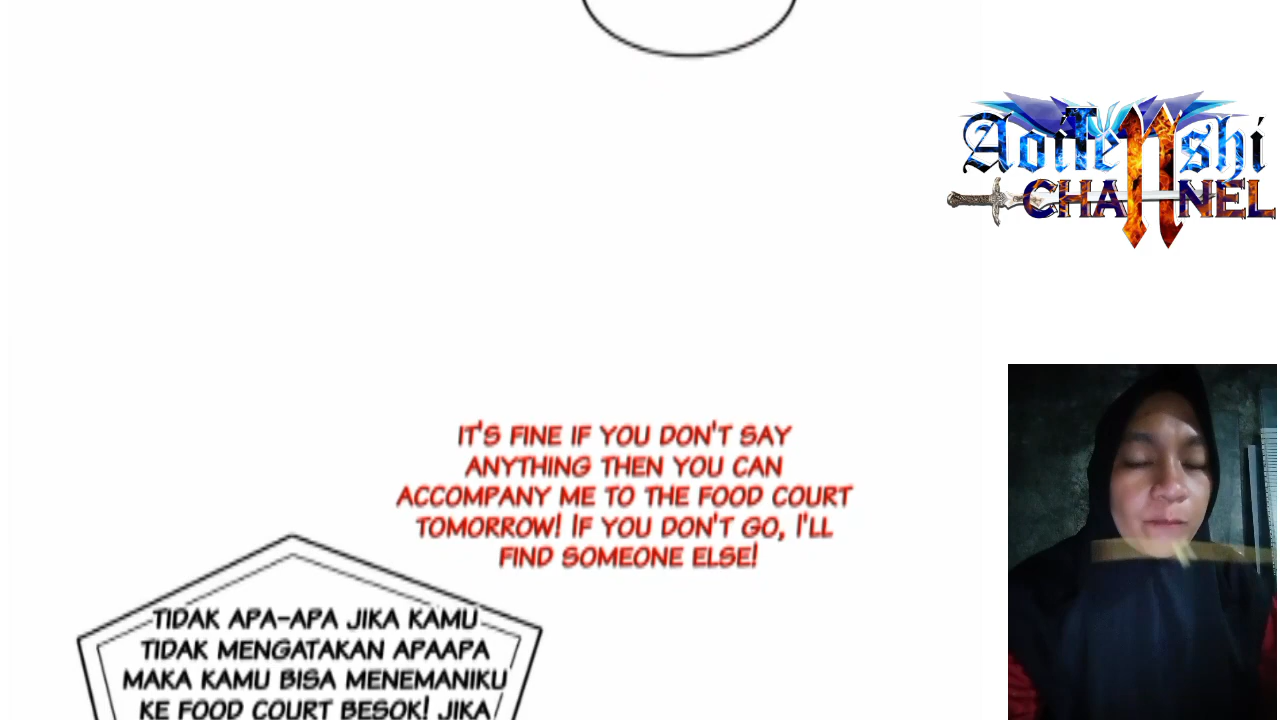 AoiTenshi
CHANNEL
IT'S FINE IF YOU DON'T SAY
ANYTHING THEN YOU CAN
ACCOMPANY ME TO THE FOOD COURT
TOMORROW! IF YOU DON'T GO, I'LL
FIND SOMEONE ELSE!
TIDAK APA-APA JIKA KAMU
TIDAK MENGATAKAN APAAPA
MAKA KAMU BISA MENEMANIKU
KE FOOD COURT BESOK! JIKA